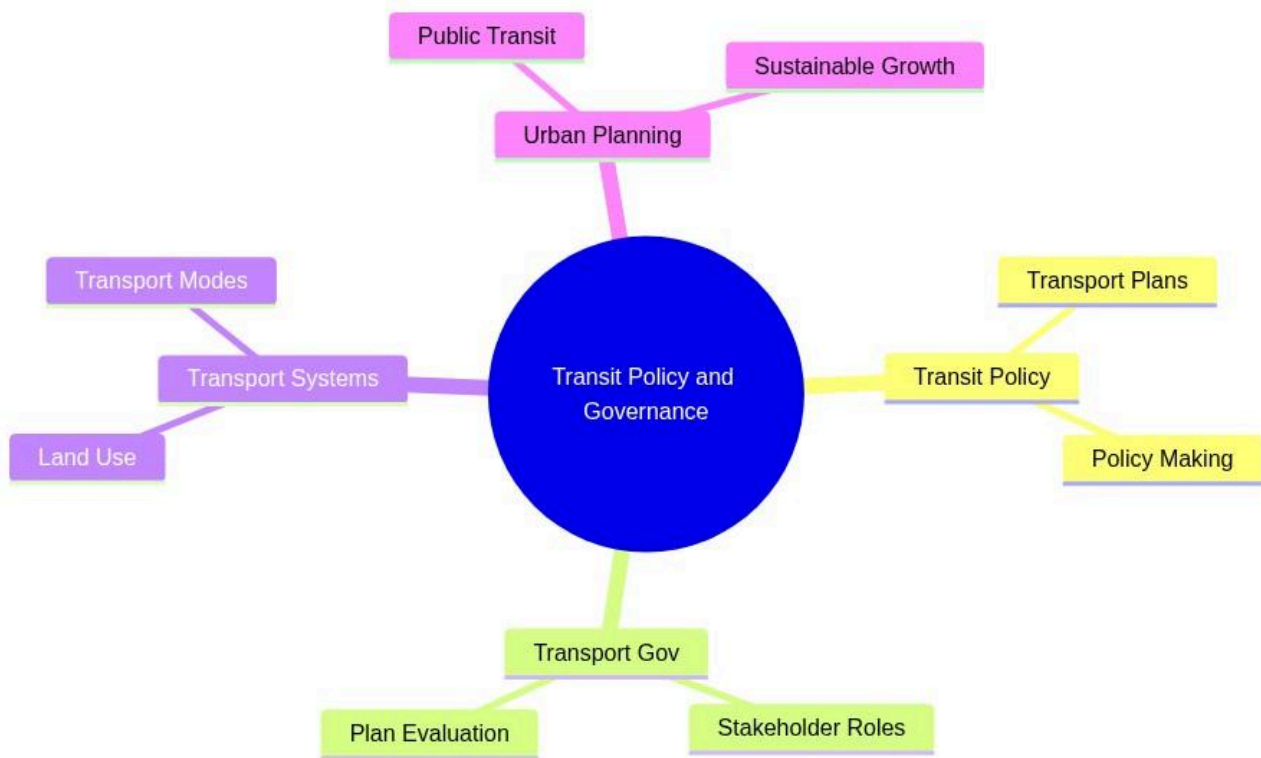 Public Transit
Sustainable Growth
Urban Planning
Transport Modes
Transport Plans
Transport Systems
Transit Policy and
Governance
Transit Policy
Land Use
Policy Making
Transport Gov
Plan Evaluation
Stakeholder Roles